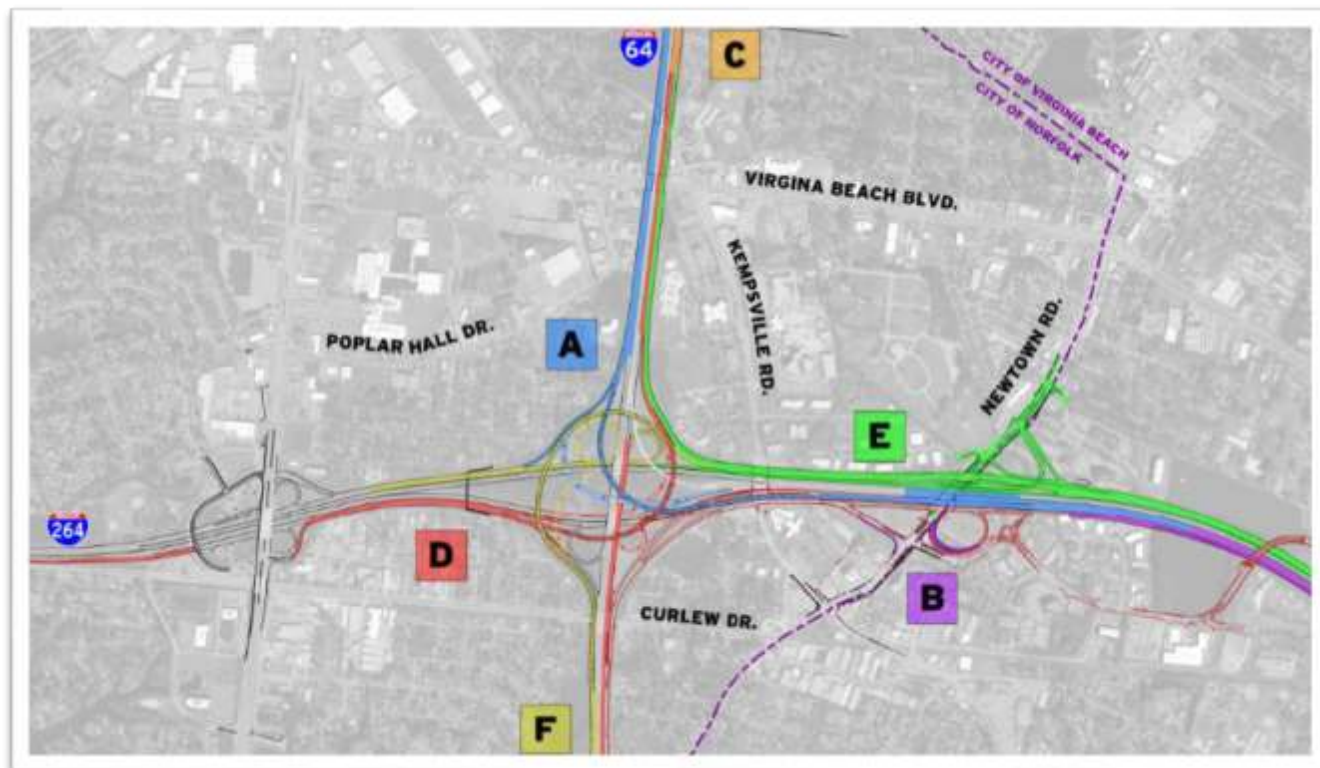 64
C
CITY OF VIRGINIA BEACH
CITY OF NORFOLK
VIRGINA BEACH BLVD.
KEMPSVILLE RD.
POPLAR HALL DR.
A
NEWTOWN RD.
E
264
D
B
CURLEW DR.
F